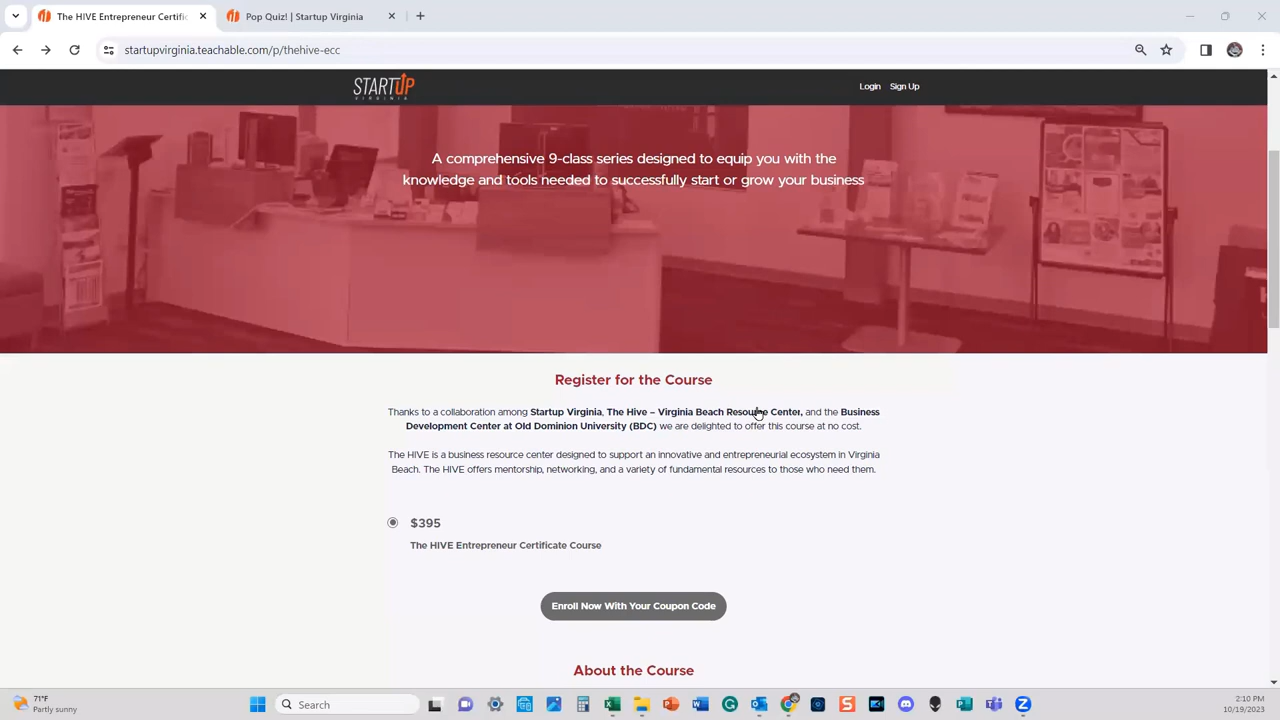 The HIVE Entrepreneur Certific
Pop Quiz! | Startup Virginia
startupvirginia.teachable.com/p/thehive-ecc
STARTUP
VIRGINIA
Login Sign Up
A comprehensive 9-class series designed to equip you with the
knowledge and tools needed to successfully start or grow your business
Register for the Course
Thanks to a collaboration among Startup Virginia, The Hive – Virginia Beach Resource Center, and the Business
Development Center at Old Dominion University (BDC) we are delighted to offer this course at no cost.
The HIVE is a business resource center designed to support an innovative and entrepreneurial ecosystem in Virginia
Beach. The HIVE offers mentorship, networking, and a variety of fundamental resources to those who need them.
$395
The HIVE Entrepreneur Certificate Course
Enroll Now With Your Coupon Code
About the Course
71°F
Partly sunny
Search
2:10 PM
10/19/2023